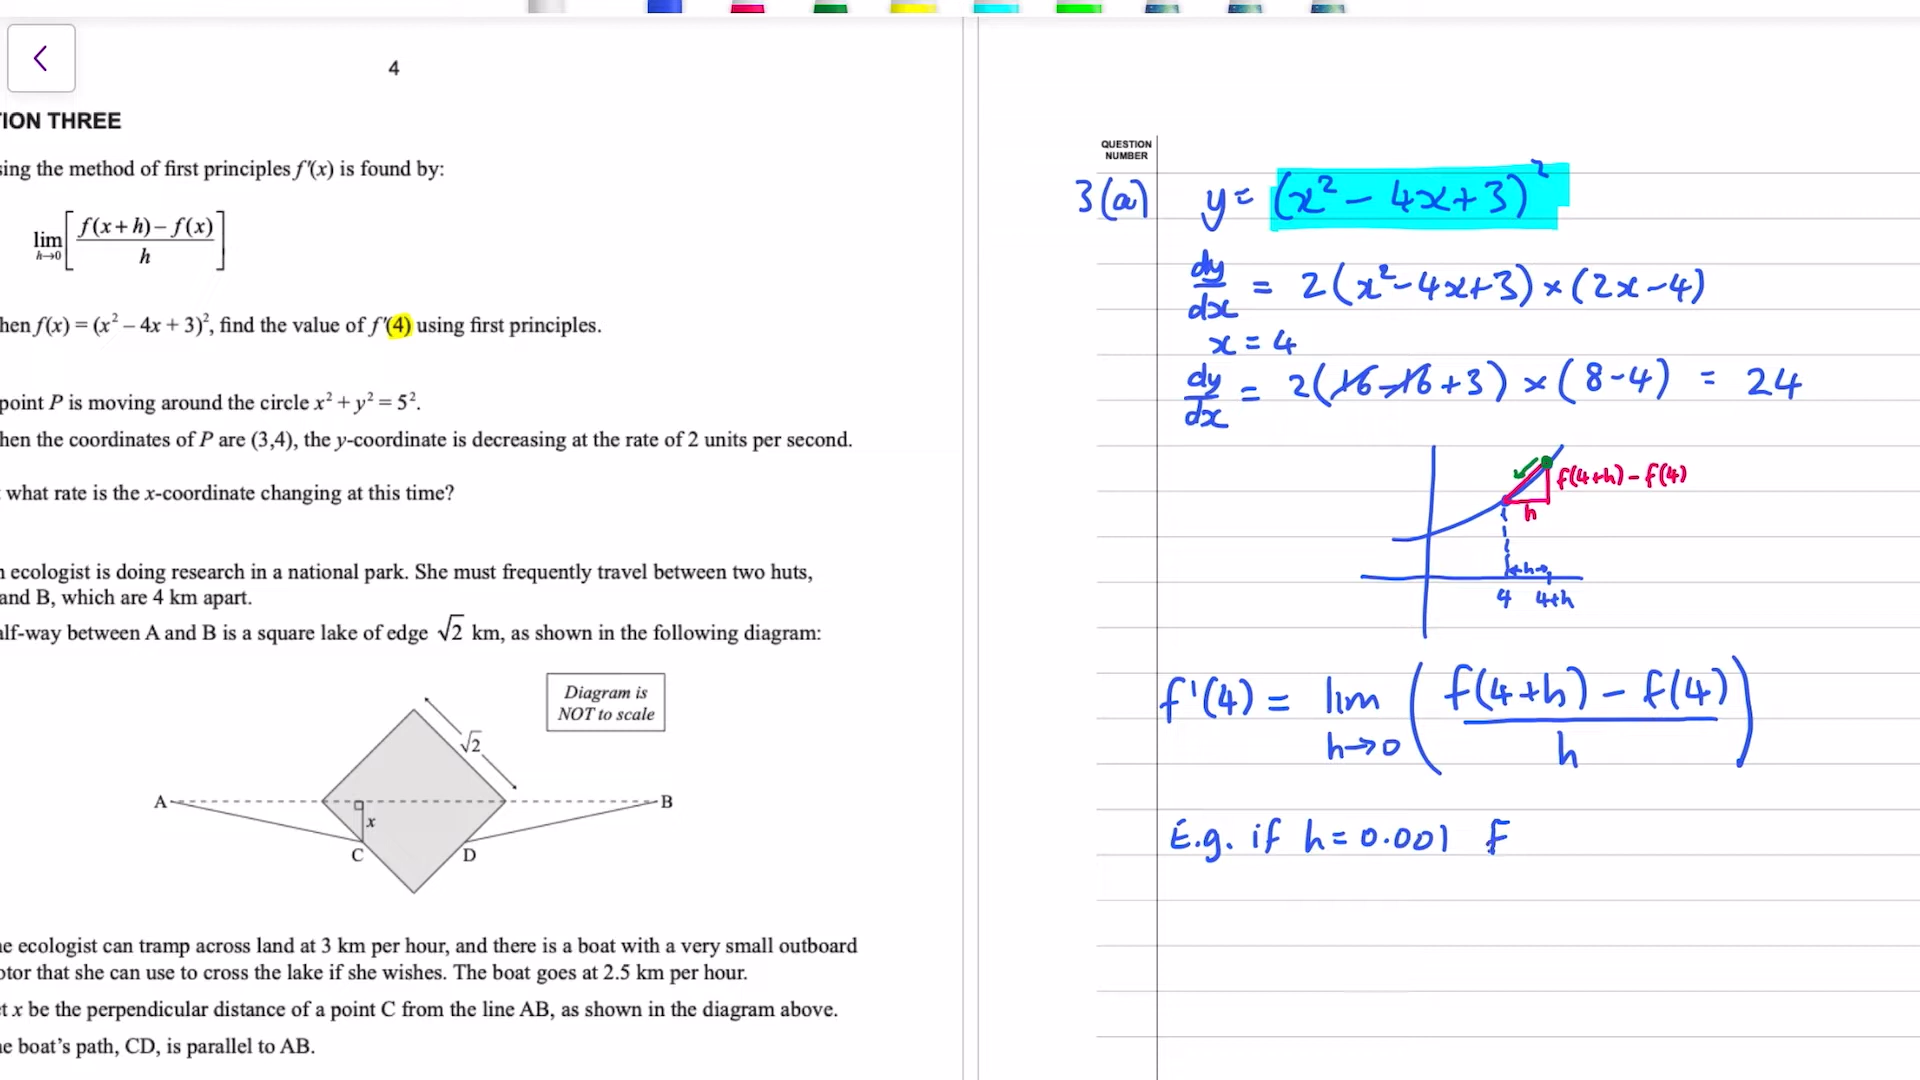 4
TION THREE
sing the method of first principles f′(x) is found by:
lim h→0 [ f(x+h) – f(x) / h ]
hen f(x) = (x² – 4x + 3)², find the value of f′(4) using first principles.
point P is moving around the circle x² + y² = 5².
hen the coordinates of P are (3,4), the y-coordinate is decreasing at the rate of 2 units per second.
what rate is the x-coordinate changing at this time?
n ecologist is doing research in a national park. She must frequently travel between two huts,
and B, which are 4 km apart.
alf-way between A and B is a square lake of edge √2 km, as shown in the following diagram:
Diagram is
NOT to scale
√2
A
B
x
C
D
he ecologist can tramp across land at 3 km per hour, and there is a boat with a very small outboard
otor that she can use to cross the lake if she wishes. The boat goes at 2.5 km per hour.
t x be the perpendicular distance of a point C from the line AB, as shown in the diagram above.
he boat’s path, CD, is parallel to AB.
QUESTION
NUMBER
3(a) y = (x² – 4x + 3)²
dy/dx = 2(x² – 4x + 3) × (2x – 4)
x = 4
dy/dx = 2(16 – 16 + 3) × (8 – 4) = 24
f(4+h) – f(4)
h
h
4 4+h
f'(4) = lim h→0 ( f(4+h) – f(4) / h )
E.g. if h = 0.001 f